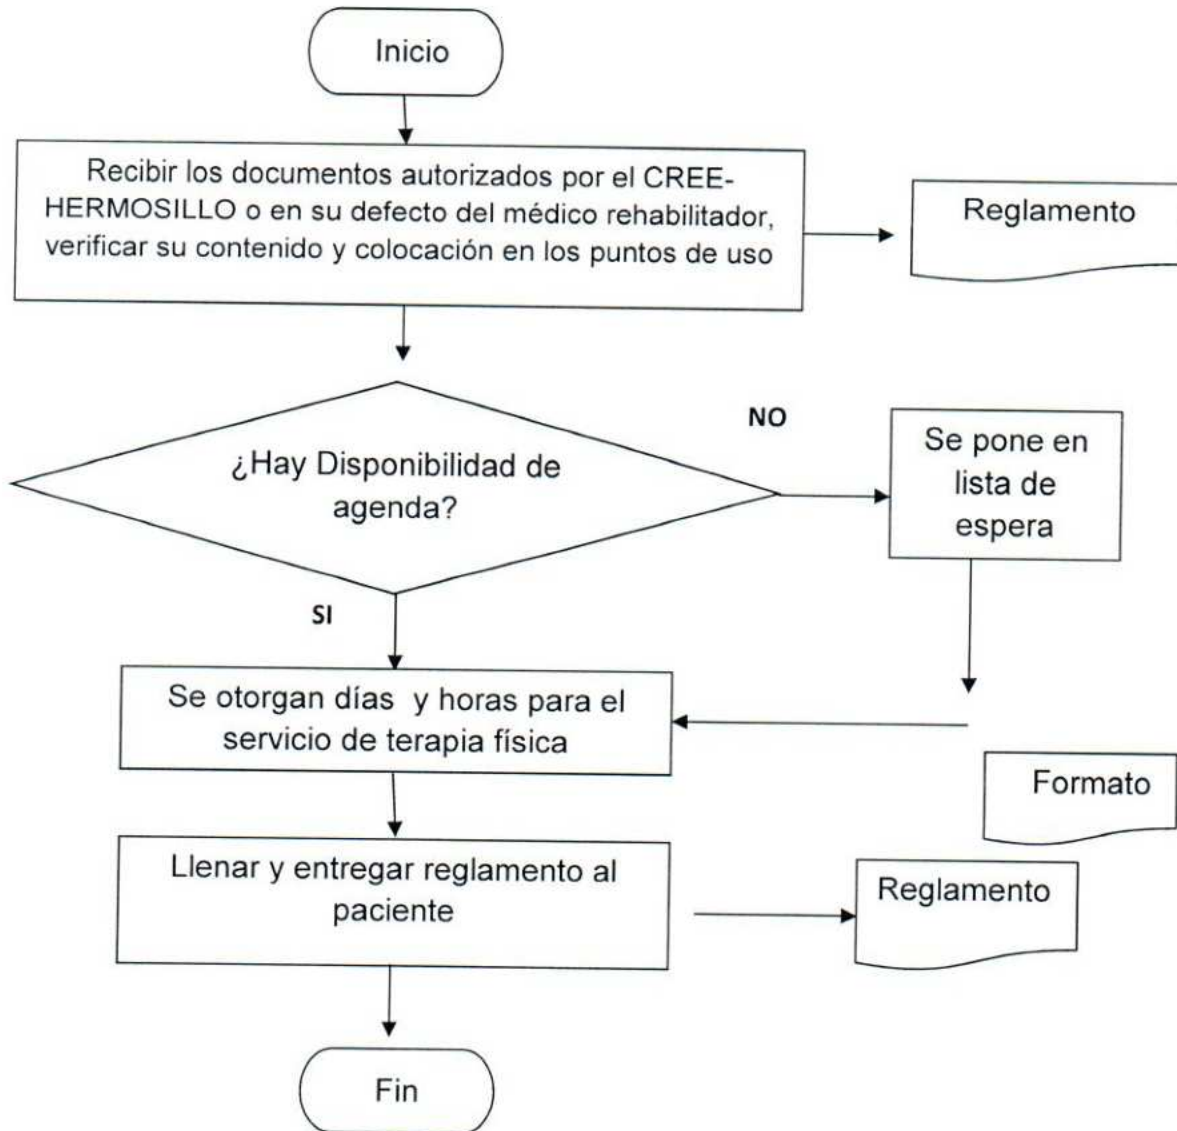 Inicio
Recibir los documentos autorizados por el CREE-
HERMOSILLO o en su defecto del médico rehabilitador,
verificar su contenido y colocación en los puntos de uso
Reglamento
¿Hay Disponibilidad de
agenda?
NO
Se pone en
lista de
espera
SI
Se otorgan días y horas para el
servicio de terapia física
Formato
Llenar y entregar reglamento al
paciente
Reglamento
Fin